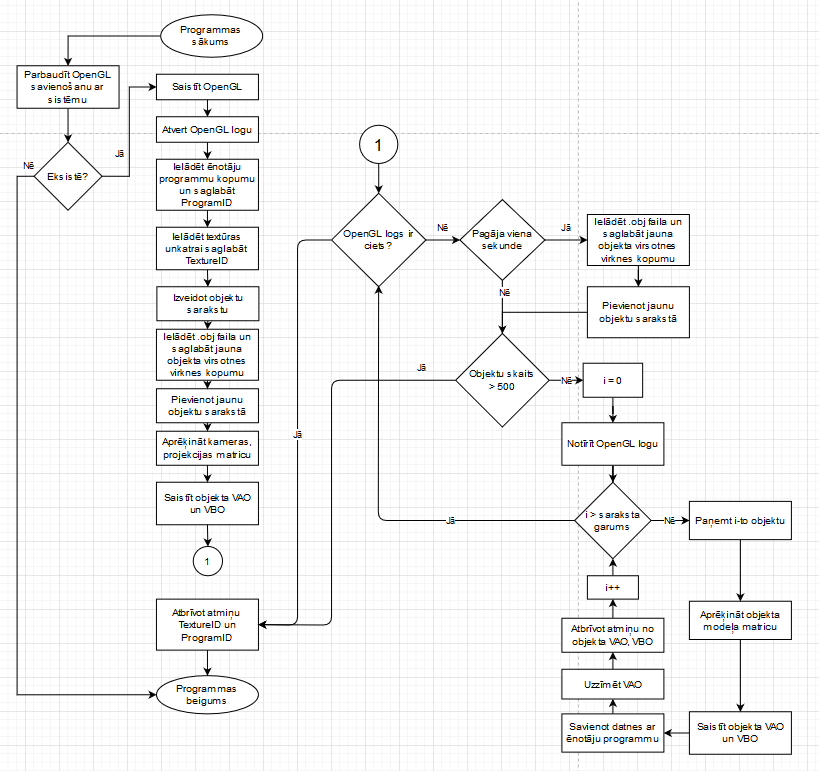 Programmas
sākums
Parbaudīt OpenGL
savienošanu ar
sistēmu
Eksistē?
Nē
Jā
Saistīt OpenGL
Atvert OpenGL logu
Ielādēt ēnotāju
programmu kopumu
un saglabāt
ProgramID
Ielādēt textūras
unkatrai saglabāt
TextureID
Izveidot objektu
sarakstu
Ielādēt .obj faila un
saglabāt jauna
objekta virsotnes
virknes kopumu
Pievienot jaunu
objektu sarakstā
Aprēķināt kameras,
projekcijas matricu
Saistīt objekta VAO
un VBO
1
Atbrīvot atmiņu
TextureID un
ProgramID
Programmas
beigums
1
OpenGL logs ir
ciets?
Nē
Jā
Pagāja viena
sekunde
Jā
Nē
Ielādēt .obj faila un
saglabāt jauna
objekta virsotnes
virknes kopumu
Pievienot jaunu
objektu sarakstā
Objektu skaits
> 500
Jā
Nē
i = 0
Notīrīt OpenGL logu
i > saraksta
garums
Jā
Nē
Paņemt i-to objektu
Aprēķināt objekta
modeļa matricu
Saistīt objekta VAO
un VBO
Savienot datnes ar
ēnotāju programmu
Uzzīmēt VAO
Atbrīvot atmiņu no
objekta VAO, VBO
i++